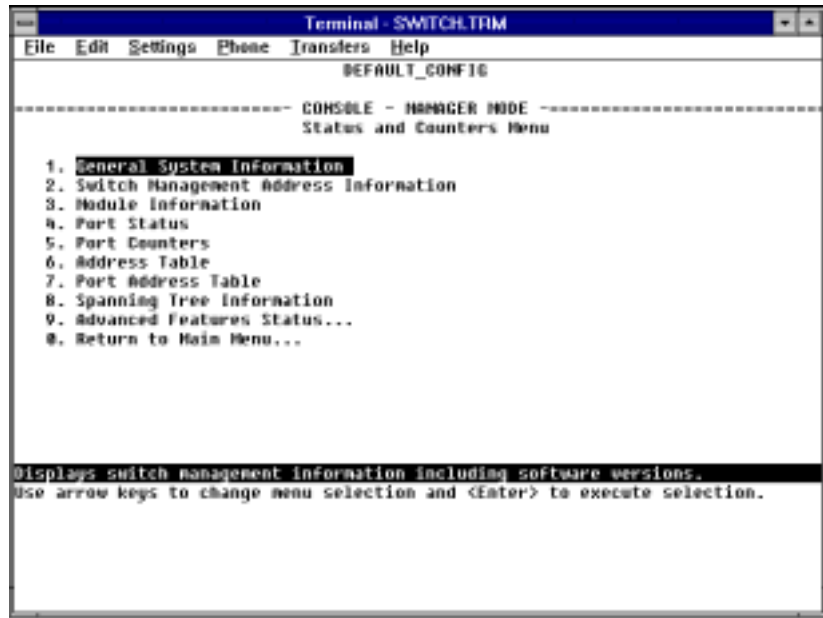 Terminal - SWITCH.TRM
File Edit Settings Phone Transfers Help
DEFAULT_CONFIG
--------------------------- CONSOLE - MANAGER MODE ---------------------------
Status and Counters Menu
1. General System Information
2. Switch Management Address Information
3. Module Information
4. Port Status
5. Port Counters
6. Address Table
7. Port Address Table
8. Spanning Tree Information
9. Advanced Features Status...
0. Return to Main Menu...
Displays switch management information including software versions.
Use arrow keys to change menu selection and <Enter> to execute selection.